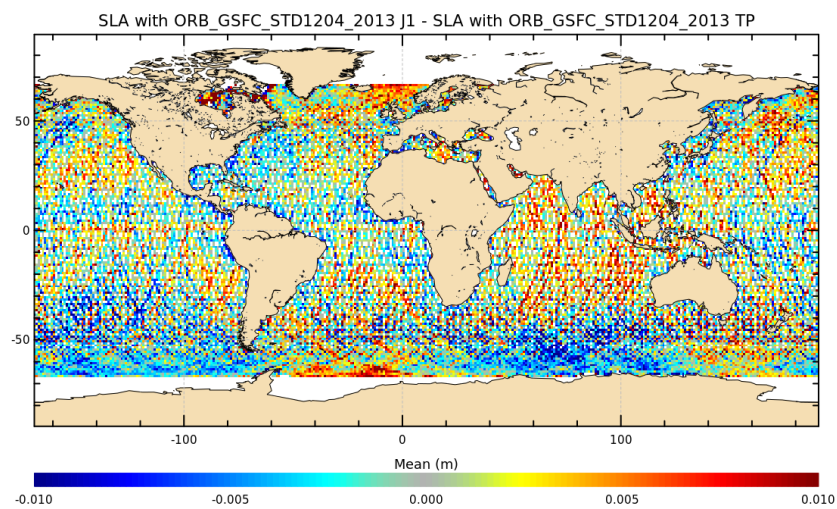 SLA with ORB_GSFC_STD1204_2013 J1 - SLA with ORB_GSFC_STD1204_2013 TP
50
0
-50
-100 0 100
Mean (m)
-0.010 -0.005 0.000 0.005 0.010